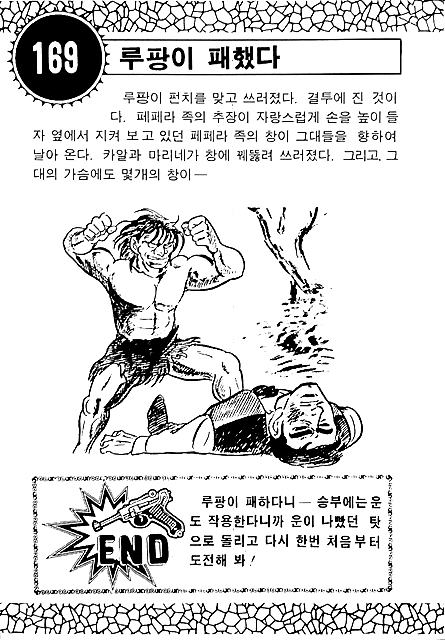 169
루팡이 패했다
루팡이 펀치를 맞고 쓰러졌다. 결투에 진 것이
다. 페페라 족의 추장이 자랑스럽게 손을 높이 들
자 옆에서 지켜 보고 있던 페페라 족의 창이 그대들을 향하여
날아 온다. 카알과 마리네가 창에 꿰뚫려 쓰러졌다. 그리고, 그
대의 가슴에도 몇개의 창이—
END
루팡이 패하다니 — 승부에는 운
도 작용한다니까 운이 나빴던 탓
으로 돌리고 다시 한번 처음부터
도전해 봐!